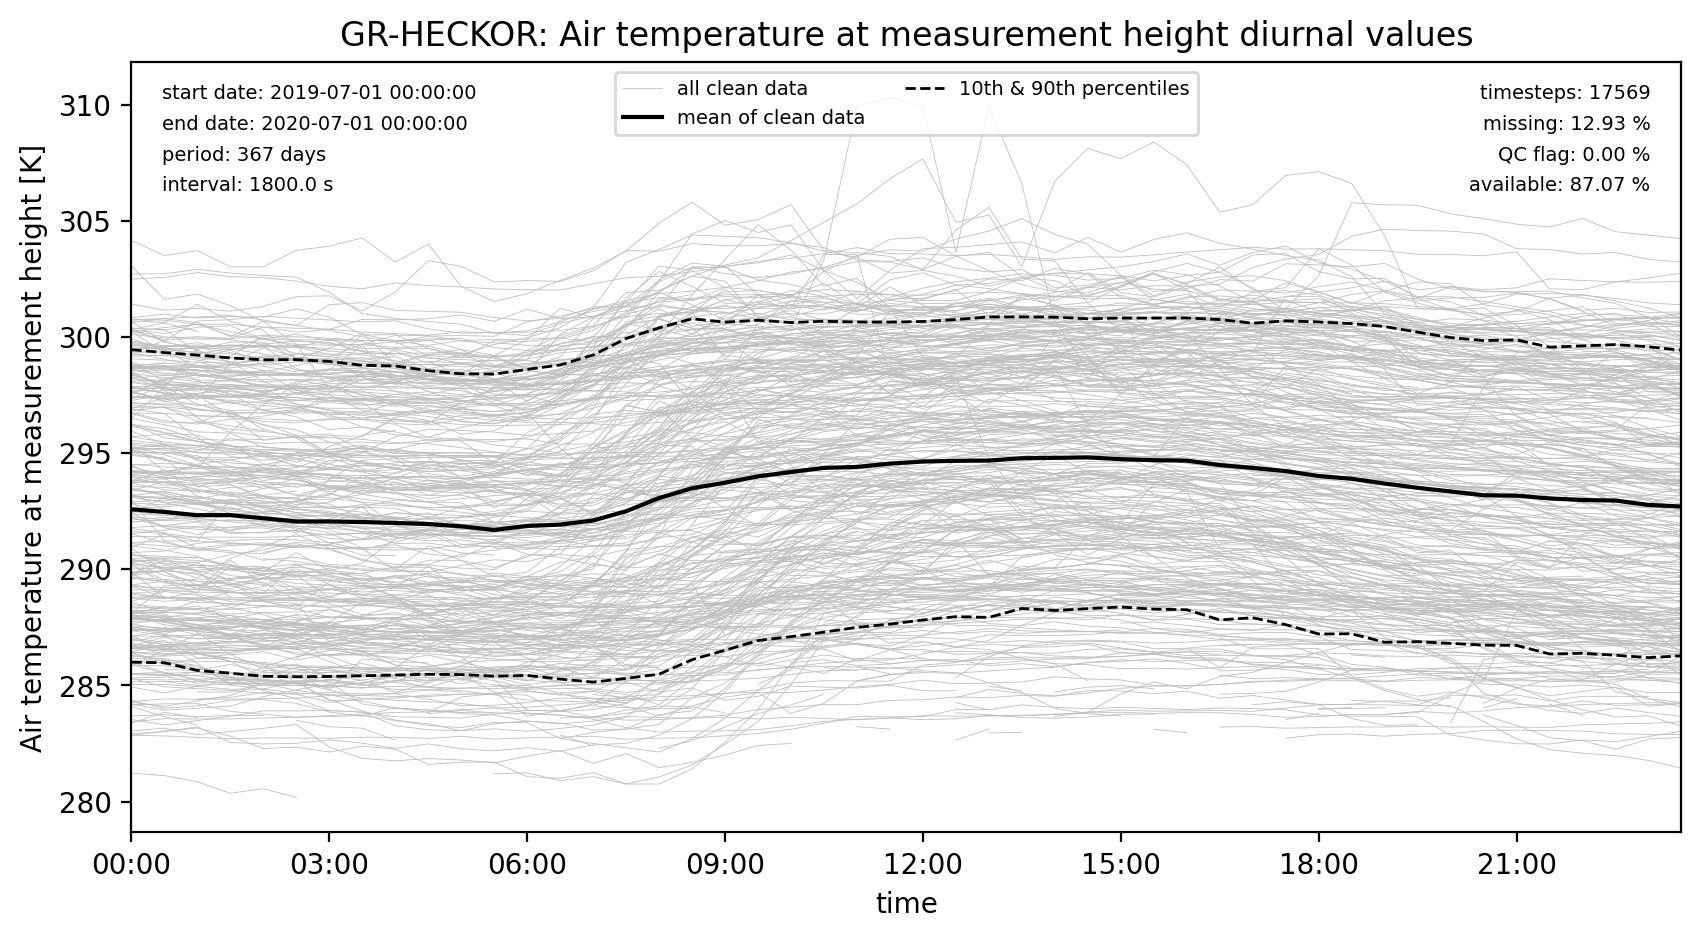 GR-HECKOR: Air temperature at measurement height diurnal values
start date: 2019-07-01 00:00:00
end date: 2020-07-01 00:00:00
period: 367 days
interval: 1800.0 s
all clean data
mean of clean data
10th & 90th percentiles
timesteps: 17569
missing: 12.93 %
QC flag: 0.00 %
available: 87.07 %
Air temperature at measurement height [K]
310
305
300
295
290
285
280
00:00 03:00 06:00 09:00 12:00 15:00 18:00 21:00
time